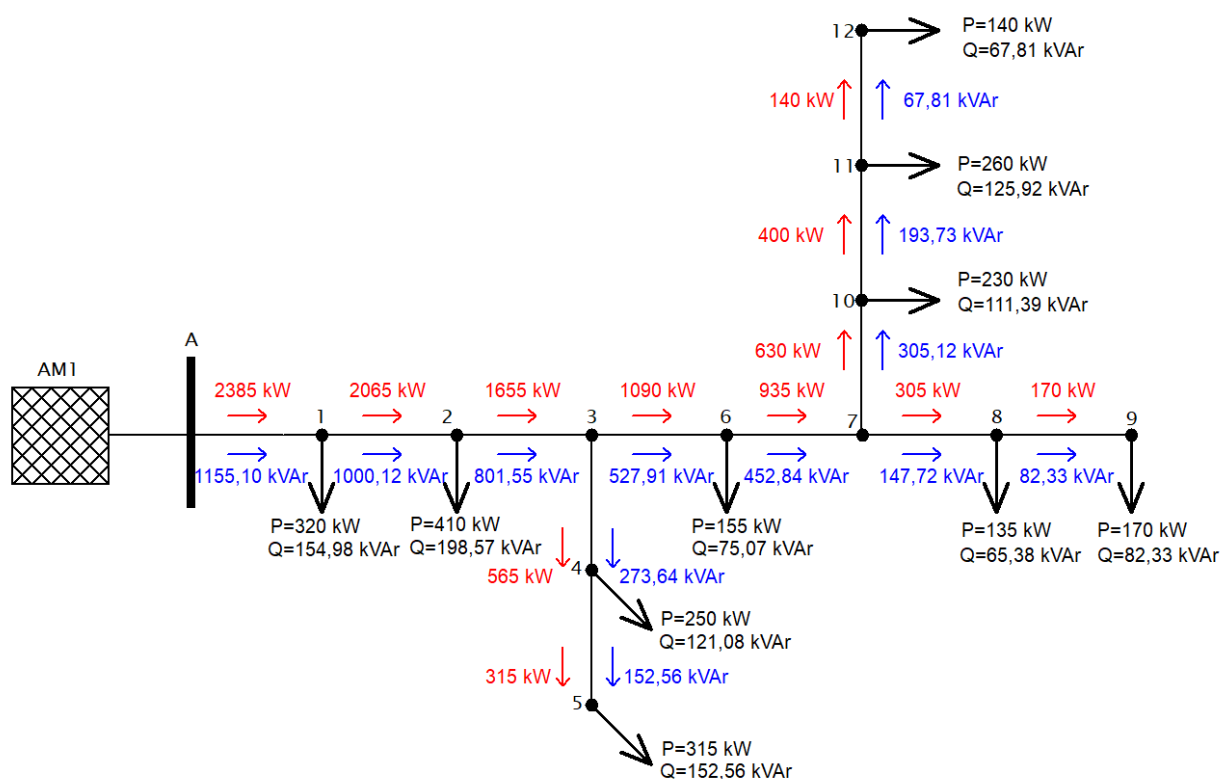 12
P=140 kW
Q=67,81 kVAr
140 kW
67,81 kVAr
11
P=260 kW
Q=125,92 kVAr
400 kW
193,73 kVAr
10
P=230 kW
Q=111,39 kVAr
630 kW
305,12 kVAr
AM1
A
2385 kW
2065 kW
1655 kW
1090 kW
935 kW
305 kW
170 kW
1
2
3
6
7
8
9
1155,10 kVAr
1000,12 kVAr
801,55 kVAr
527,91 kVAr
452,84 kVAr
147,72 kVAr
82,33 kVAr
P=320 kW
Q=154,98 kVAr
P=410 kW
Q=198,57 kVAr
P=155 kW
Q=75,07 kVAr
P=135 kW
Q=65,38 kVAr
P=170 kW
Q=82,33 kVAr
565 kW
4
273,64 kVAr
P=250 kW
Q=121,08 kVAr
315 kW
152,56 kVAr
5
P=315 kW
Q=152,56 kVAr